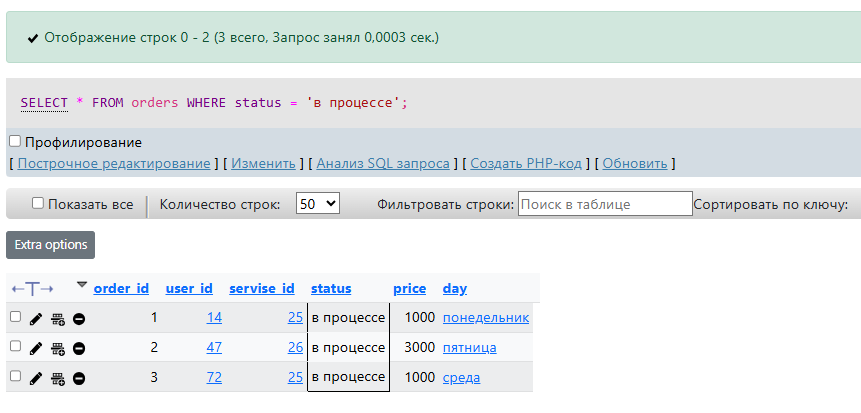 Отображение строк 0 - 2 (3 всего, Запрос занял 0,0003 сек.)
SELECT * FROM orders WHERE status = 'в процессе';
Профилирование
[ Построчное редактирование ] [ Изменить ] [ Анализ SQL запроса ] [ Создать PHP-код ] [ Обновить ]
Показать все Количество строк: 50 Фильтровать строки: Поиск в таблице Сортировать по ключу:
Extra options
←T→ order_id user_id servise_id status price day
1 14 25 в процессе 1000 понедельник
2 47 26 в процессе 3000 пятница
3 72 25 в процессе 1000 среда